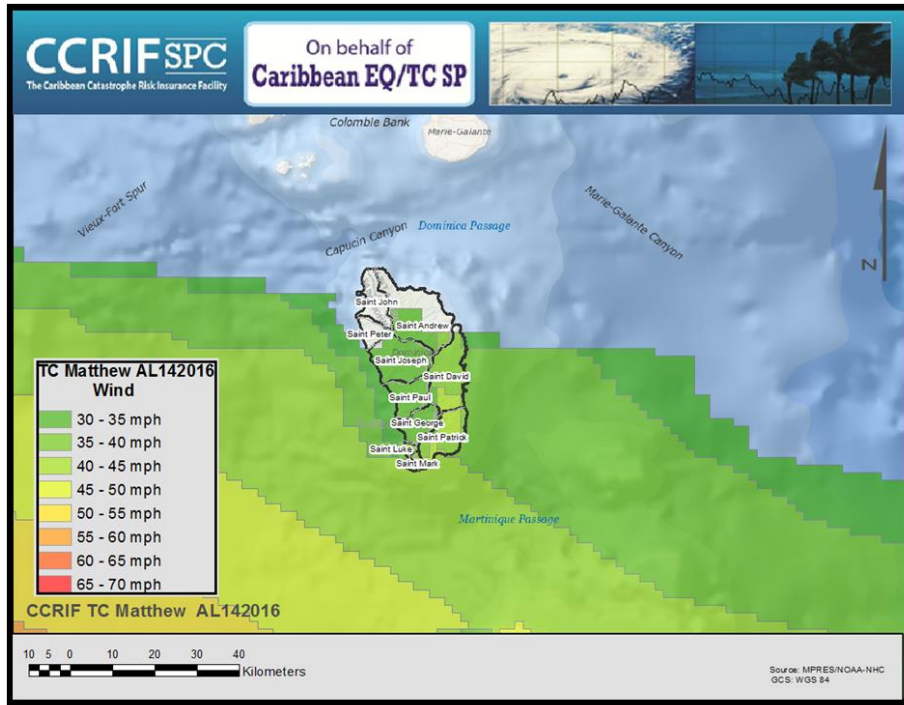 CCRIF SPC
The Caribbean Catastrophe Risk Insurance Facility
On behalf of
Caribbean EQ/TC SP
Colombie Bank
Marie-Galante
Vieux-Fort Spur
Capucin Canyon
Dominica Passage
Marie-Galante Canyon
N
Saint John
Saint Andrew
Saint Peter
Dominica
Saint Joseph
Saint David
Saint Paul
Saint George
Saint Patrick
Saint Luke
Saint Mark
Martinique Passage
TC Matthew AL142016
Wind
30 - 35 mph
35 - 40 mph
40 - 45 mph
45 - 50 mph
50 - 55 mph
55 - 60 mph
60 - 65 mph
65 - 70 mph
CCRIF TC Matthew AL142016
10 5 0 10 20 30 40
Kilometers
Source: MPRES/NOAA-NHC
GCS: WGS 84